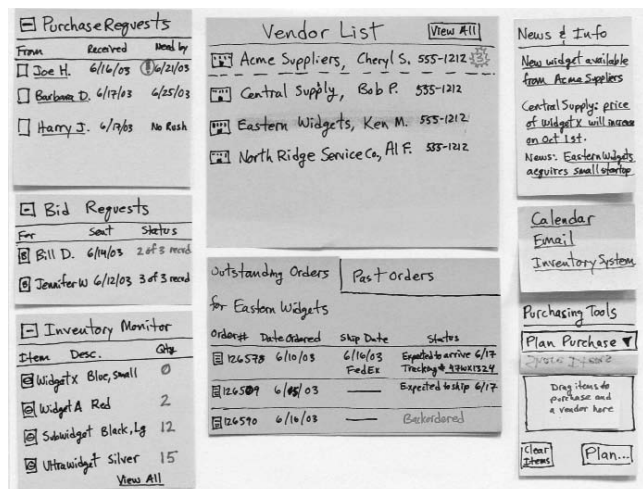 Purchase Requests
From Received Need by
Joe H. 6/16/03 6/21/03
Barbara D. 6/17/03 6/25/03
Harry J. 6/17/03 No Rush
Bid Requests
For Sent Status
Bill D. 6/14/03 2 of 3 recvd
Jennifer W 6/12/03 3 of 3 recvd
Inventory Monitor
Item Desc. Qty
Widget X Blue, Small 0
Widget A Red 2
Subwidget Black, Lg 12
Ultrawidget Silver 15
View All
Vendor List View All
Acme Suppliers, Cheryl S. 555-1212
Central Supply, Bob P. 555-1212
Eastern Widgets, Ken M. 555-1212
North Ridge Service Co, Al F. 555-1212
Outstanding Orders Past Orders
for Eastern Widgets
Order# Date Ordered Ship Date Status
126578 6/10/03 6/16/03 Expected to arrive 6/17
FedEx Tracking # 47WX1324
126589 6/15/03 Expected to ship 6/17
126590 6/16/03 Backordered
News & Info
New widget available
from Acme Suppliers
Central Supply: price
of Widget X will increase
on Oct 1st.
News: Eastern Widgets
acquires small startup
Calendar
Email
Inventory System
Purchasing Tools
Plan Purchase
Drag items to
purchase and
a vendor here
Clear
Items
Plan...